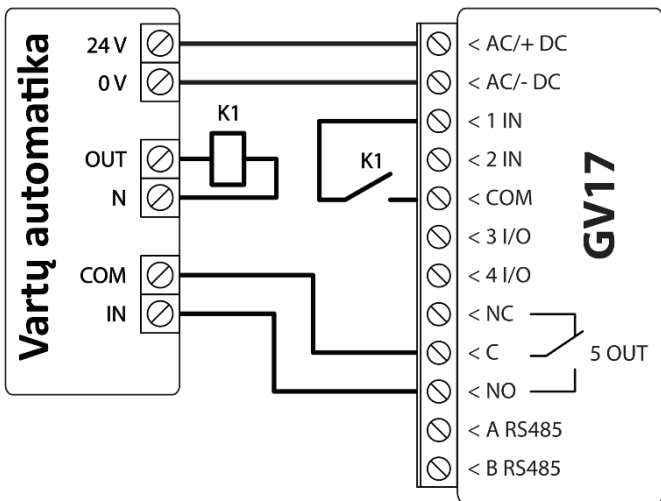 Vartų automatika
24 V
0 V
OUT
N
COM
IN
K1
K1
< AC/+ DC
< AC/- DC
< 1 IN
< 2 IN
< COM
< 3 I/O
< 4 I/O
< NC
< C
< NO
< A RS485
< B RS485
5 OUT
GV17